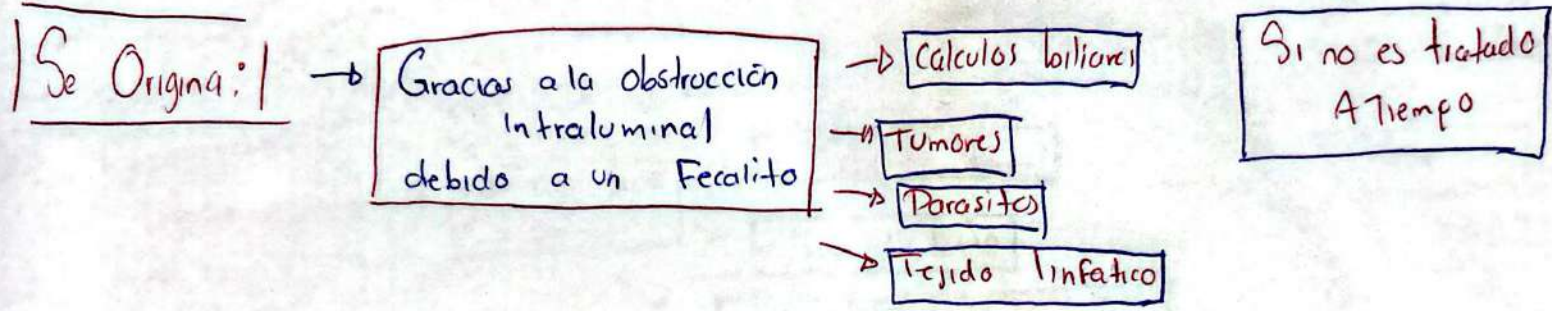 Se Origina:
Gracias a la obstrucción
Intraluminal
debido a un Fecalito
Calculos biliares
Tumores
Parasitos
Tejido linfatico
Si no es tratado
A Tiempo